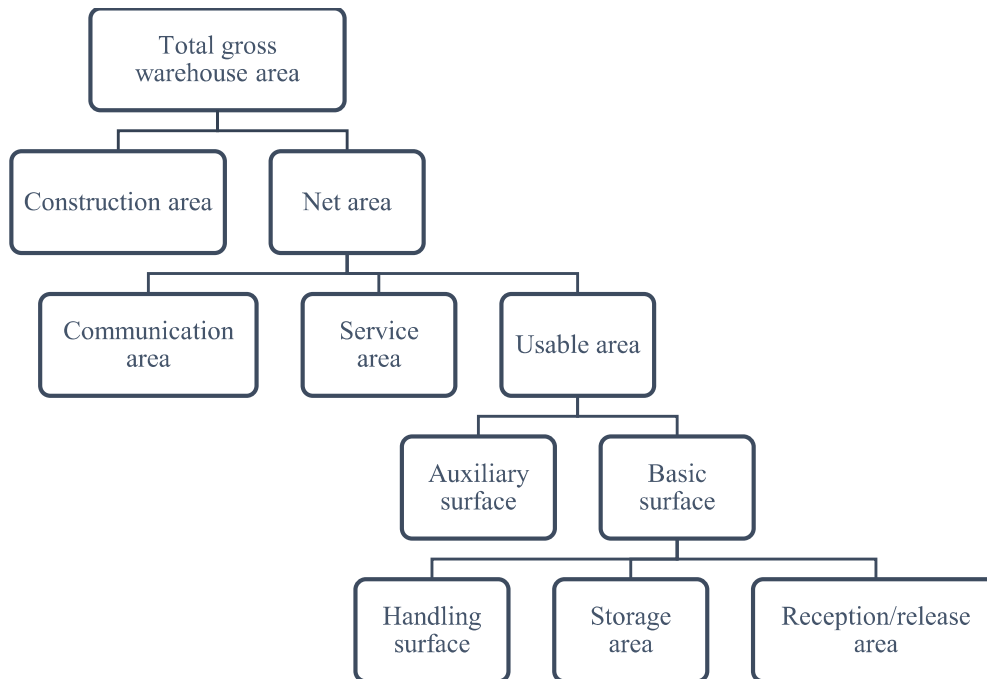 Total gross
warehouse area
Construction area
Net area
Communication
area
Service
area
Usable area
Auxiliary
surface
Basic
surface
Handling
surface
Storage
area
Reception/release
area